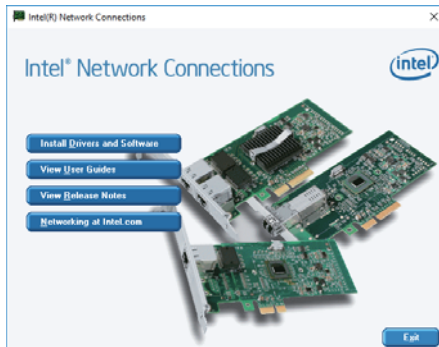 Intel(R) Network Connections
Intel® Network Connections
intel
Install Drivers and Software
View User Guides
View Release Notes
Networking at Intel.com
Exit